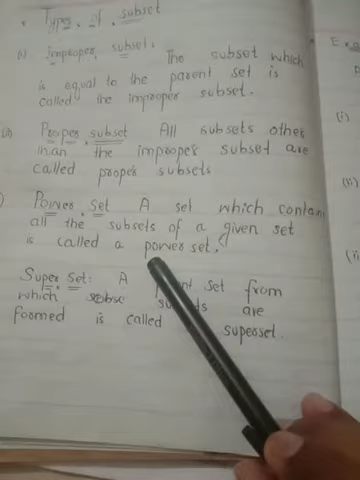 Types of subset
i) improper subset. The subset which
is equal to the parent set is
called the improper subset.
Proper subset All subsets other
than the improper subset are
called proper subsets
Power Set A set which contain
all the subsets of a given set
is called a power set.
Super Set: A set from
which are
formed is called superset.
(i)
(ii)